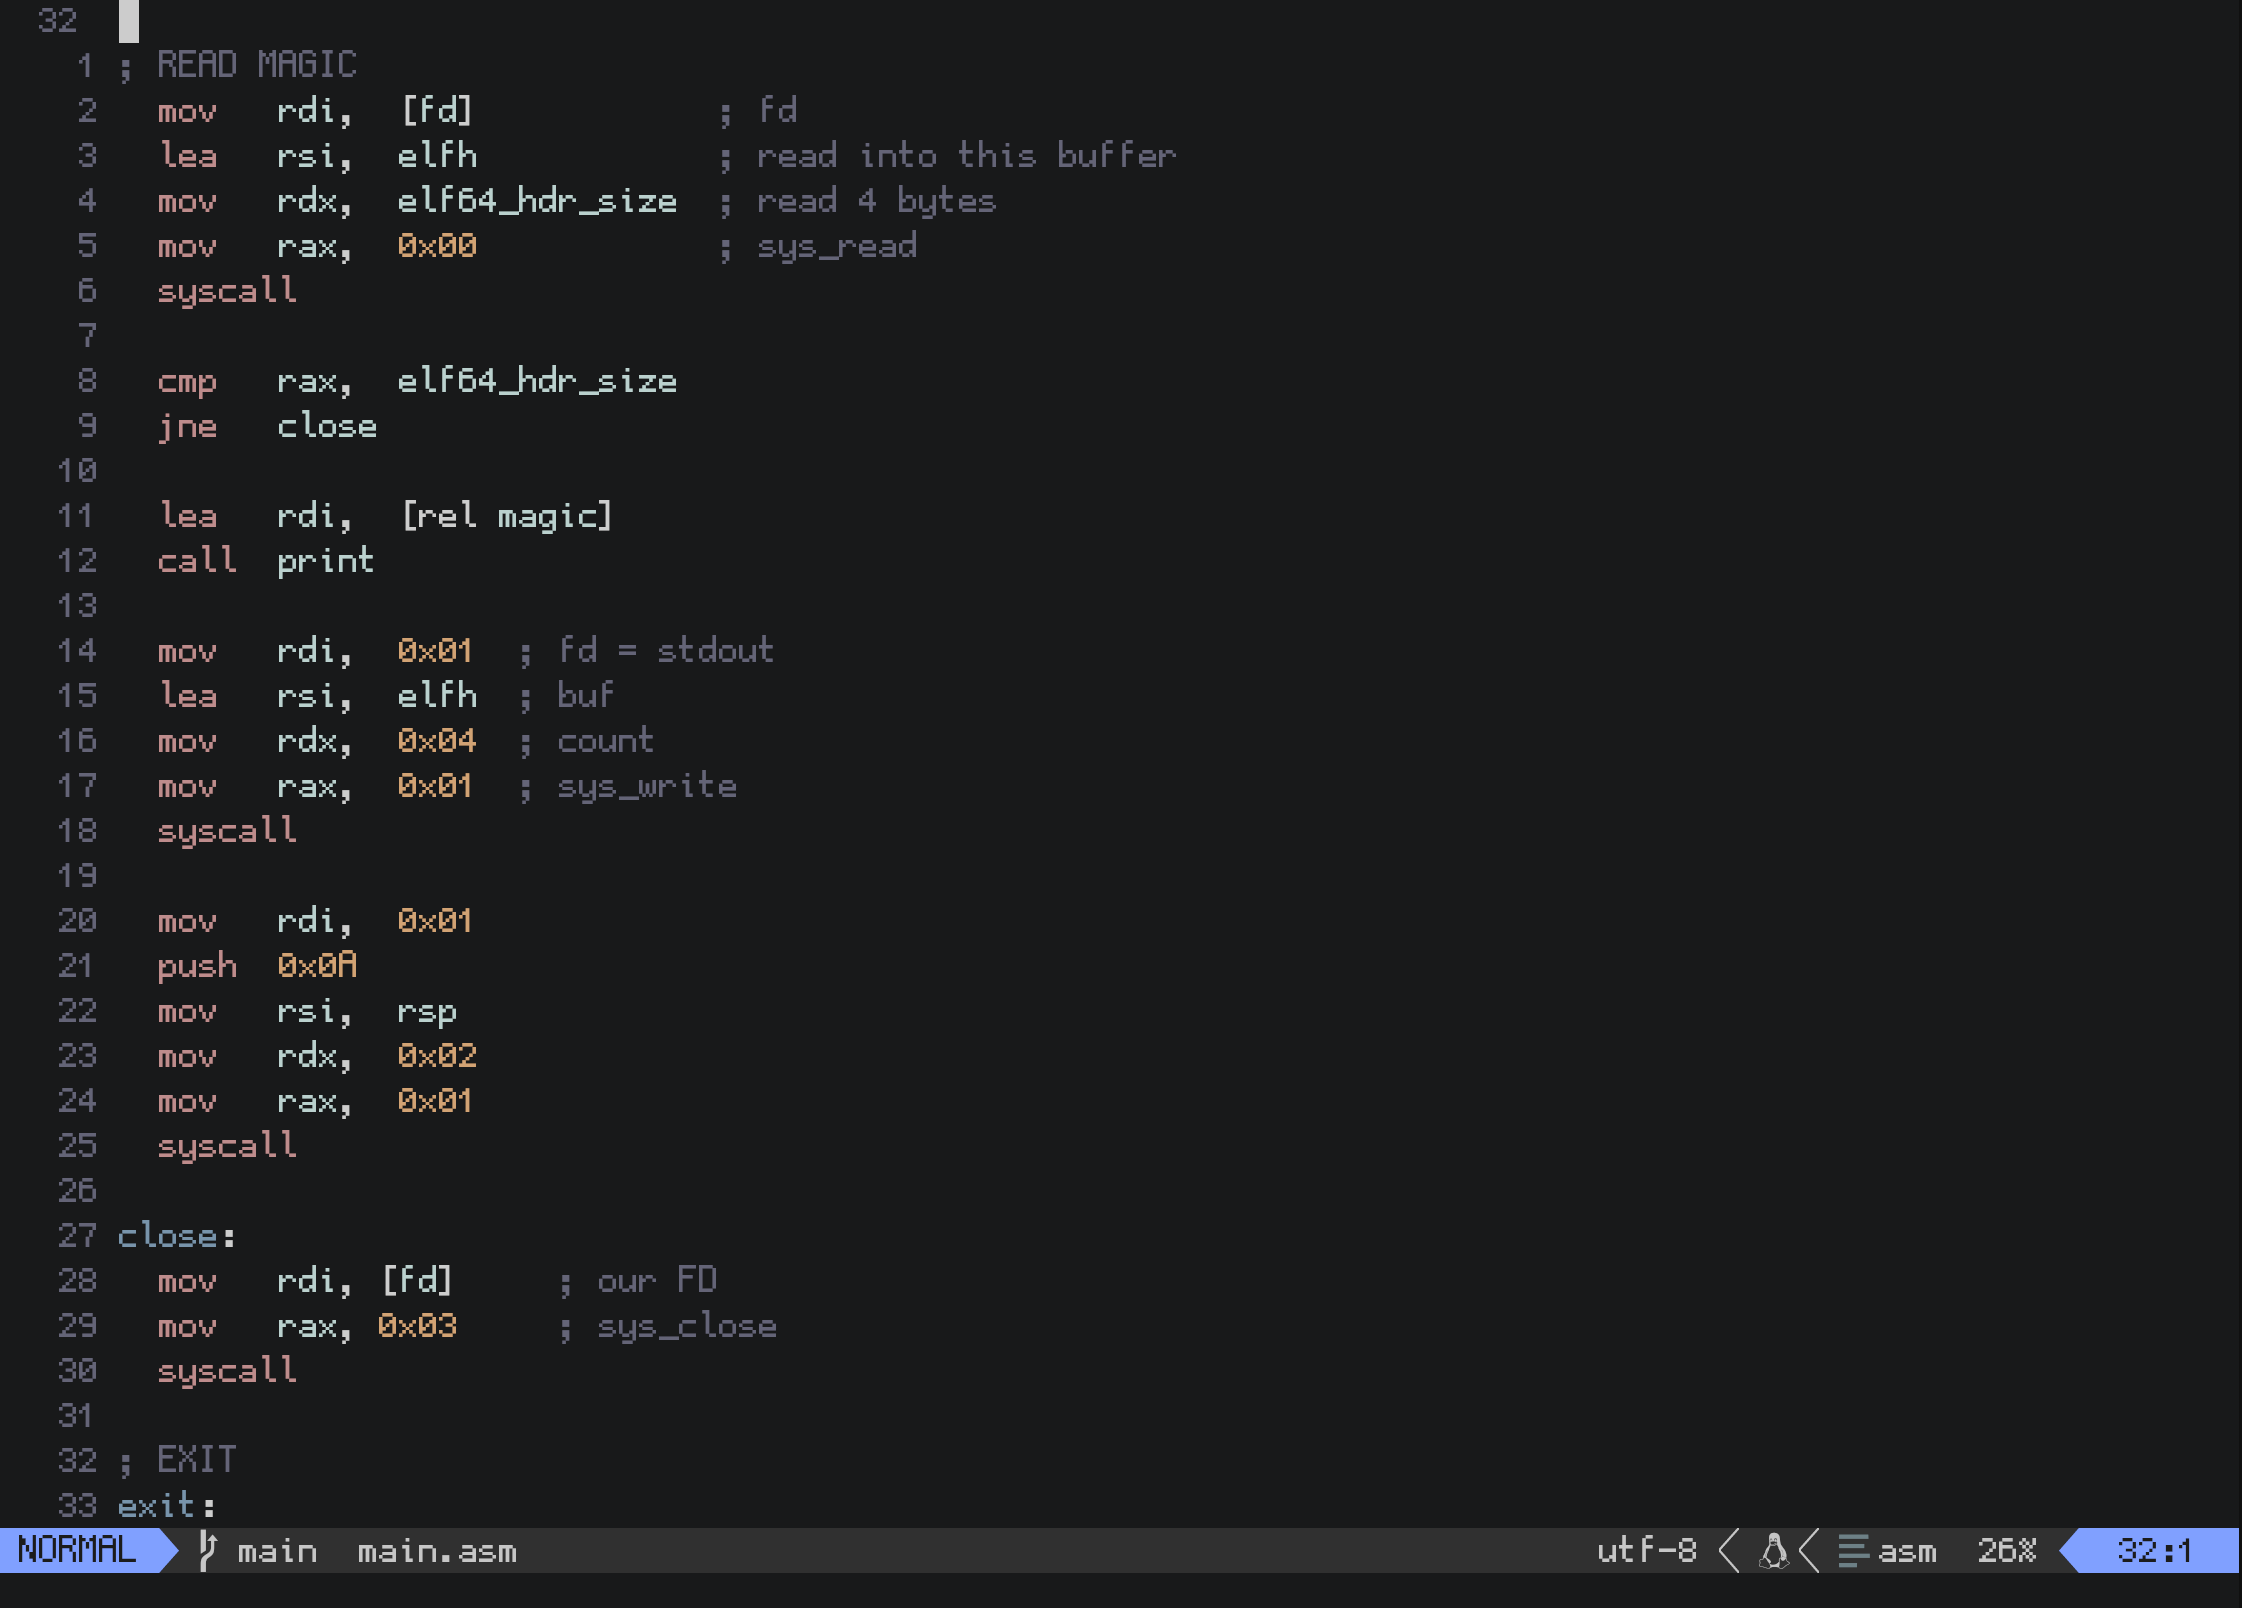 32
1 ; READ MAGIC
2 mov rdi, [fd] ; fd
3 lea rsi, elfh ; read into this buffer
4 mov rdx, elf64_hdr_size ; read 4 bytes
5 mov rax, 0x00 ; sys_read
6 syscall
7
8 cmp rax, elf64_hdr_size
9 jne close
10
11 lea rdi, [rel magic]
12 call print
13
14 mov rdi, 0x01 ; fd = stdout
15 lea rsi, elfh ; buf
16 mov rdx, 0x04 ; count
17 mov rax, 0x01 ; sys_write
18 syscall
19
20 mov rdi, 0x01
21 push 0x0A
22 mov rsi, rsp
23 mov rdx, 0x02
24 mov rax, 0x01
25 syscall
26
27 close:
28 mov rdi, [fd] ; our FD
29 mov rax, 0x03 ; sys_close
30 syscall
31
32 ; EXIT
33 exit:
NORMAL main main.asm utf-8 asm 26% 32:1